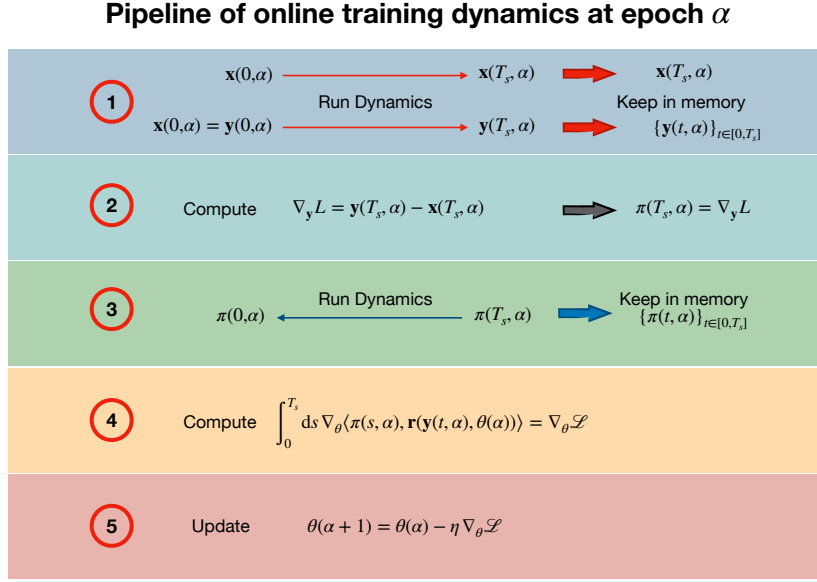 Pipeline of online training dynamics at epoch α
1
x(0,α) x(T_s, α) x(T_s, α)
Run Dynamics Keep in memory
x(0,α) = y(0,α) y(T_s, α) {y(t, α)}_{t∈[0,T_s]}
2 Compute ∇_y L = y(T_s, α) − x(T_s, α) π(T_s, α) = ∇_y L
3
Run Dynamics Keep in memory
π(0,α) π(T_s, α) {π(t, α)}_{t∈[0,T_s]}
4 Compute ∫_0^{T_s} ds ∇_θ⟨π(s, α), r(y(t, α), θ(α))⟩ = ∇_θ ℒ
5 Update θ(α + 1) = θ(α) − η ∇_θ ℒ